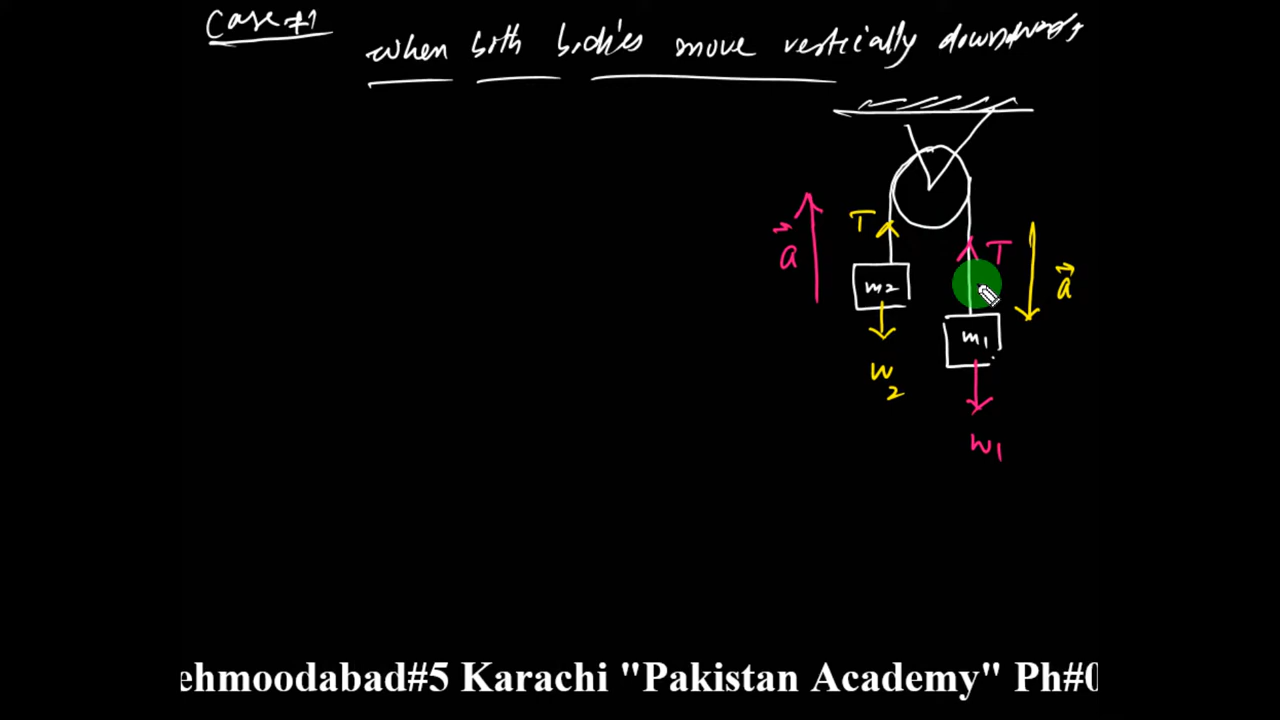 Case #1
when both bodies move vertically downwards
T
T
a
a
m2
m1
W2
W1
ehmoodabad#5 Karachi "Pakistan Academy" Ph#0